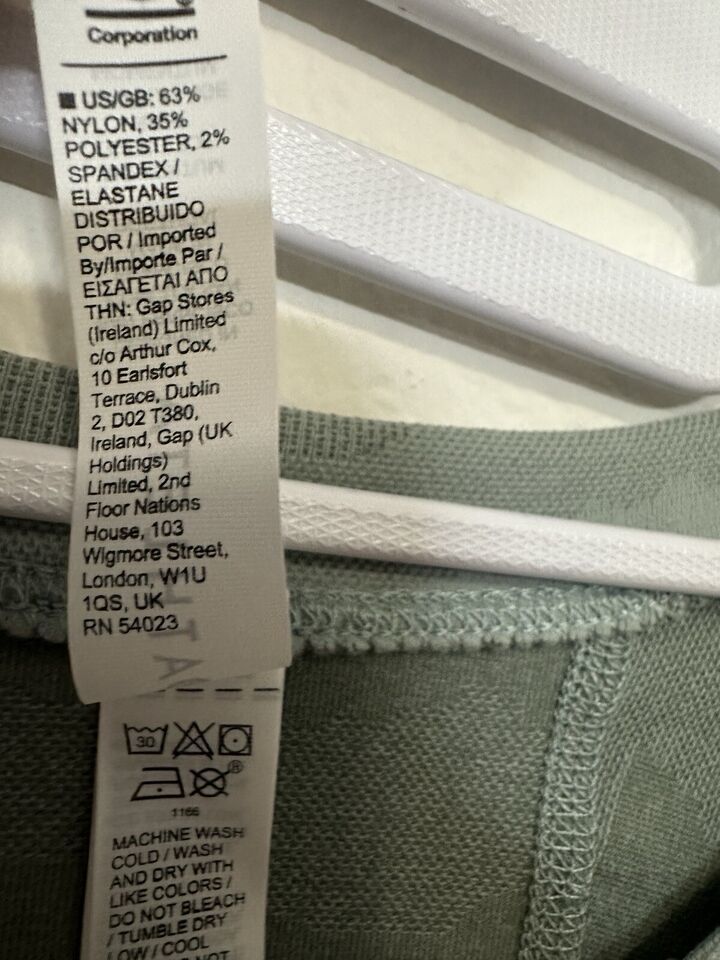 Corporation
US/GB: 63%
NYLON, 35%
POLYESTER, 2%
SPANDEX /
ELASTANE
DISTRIBUIDO
POR / Imported
By/Importe Par /
ΕΙΣΑΓΕΤΑΙ ΑΠΟ
ΤΗΝ: Gap Stores
(Ireland) Limited
c/o Arthur Cox,
10 Earlsfort
Terrace, Dublin
2, D02 T380,
Ireland, Gap (UK
Holdings)
Limited, 2nd
Floor Nations
House, 103
Wigmore Street,
London, W1U
1QS, UK
RN 54023
30
®
1166
MACHINE WASH
COLD / WASH
AND DRY WITH
LIKE COLORS /
DO NOT BLEACH
/ TUMBLE DRY
LOW / COOL
NOT